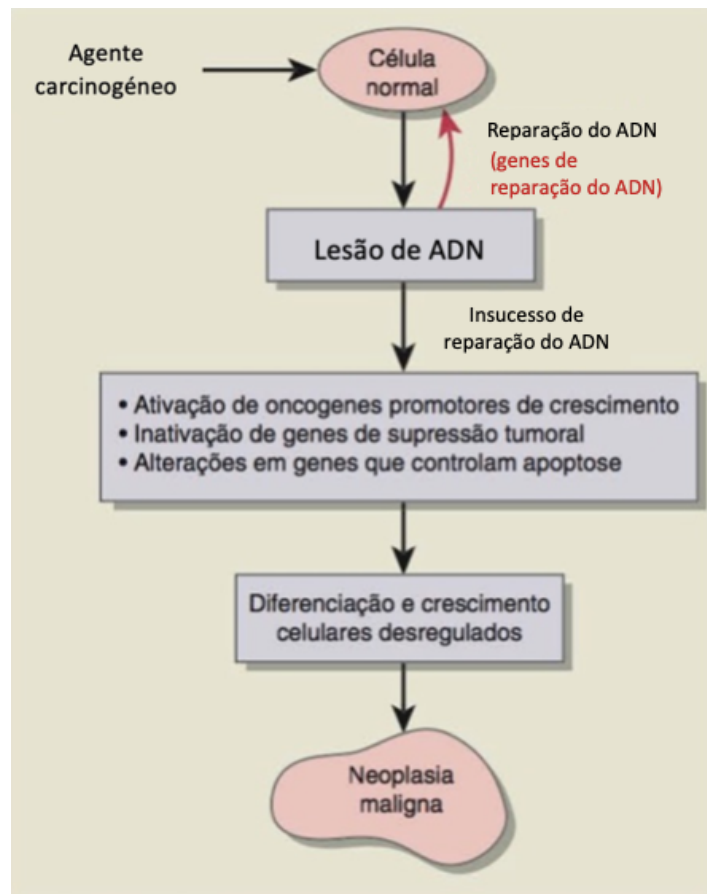 Agente
carcinogéneo
Célula
normal
Reparação do ADN
(genes de
reparação do ADN)
Lesão de ADN
Insucesso de
reparação do ADN
• Ativação de oncogenes promotores de crescimento
• Inativação de genes de supressão tumoral
• Alterações em genes que controlam apoptose
Diferenciação e crescimento
celulares desregulados
Neoplasia
maligna